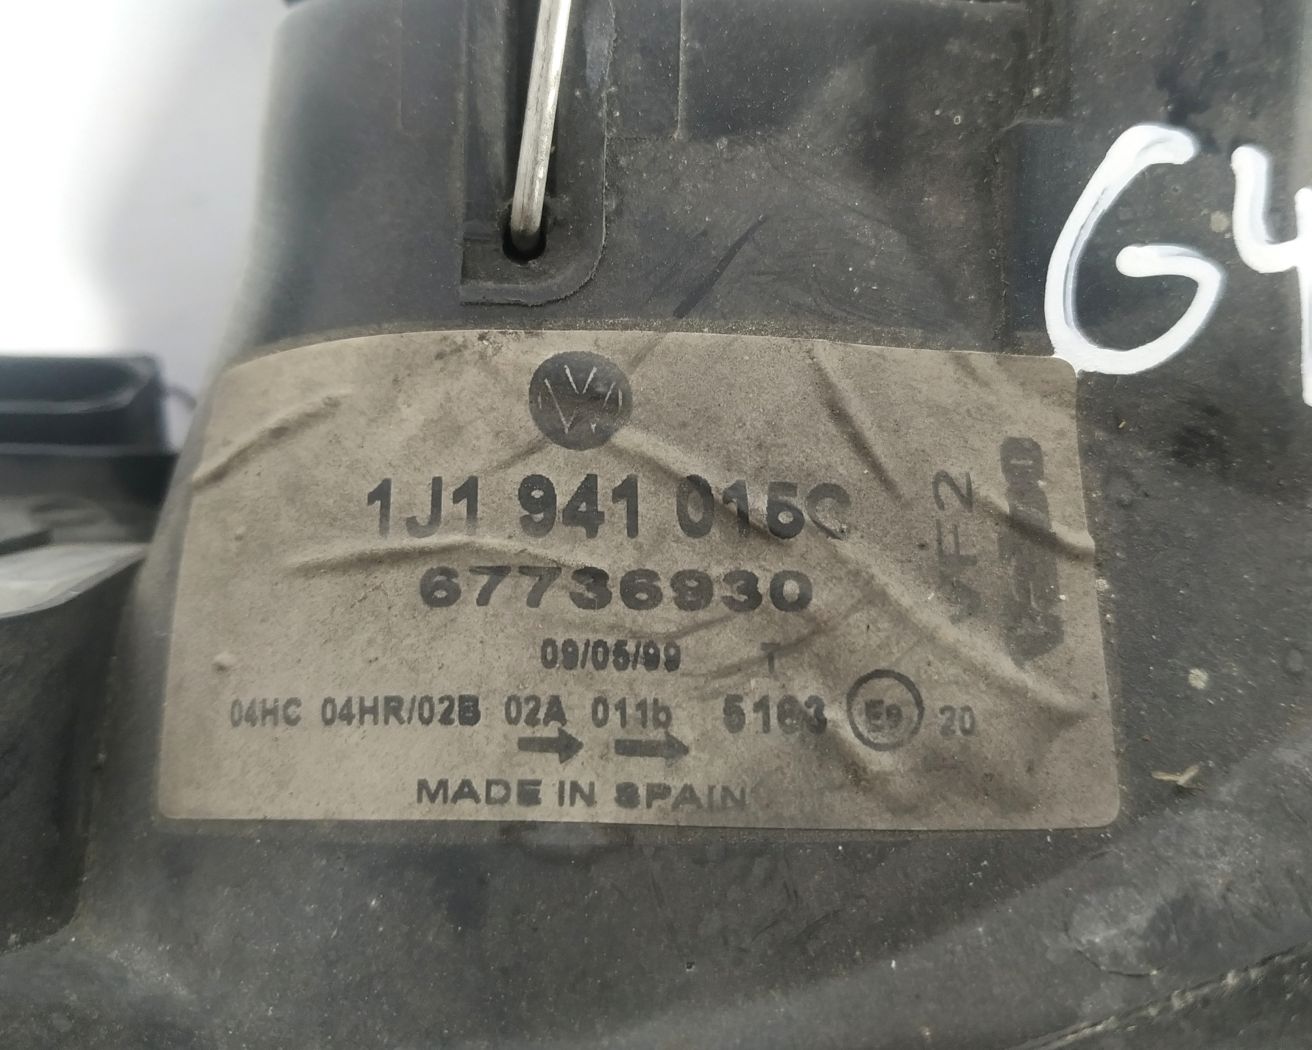 G4
1J1 941 015C
67736930
09/05/99 T
04HC 04HR/02B 02A 011b 5183 E9 20
MADE IN SPAIN
VF2